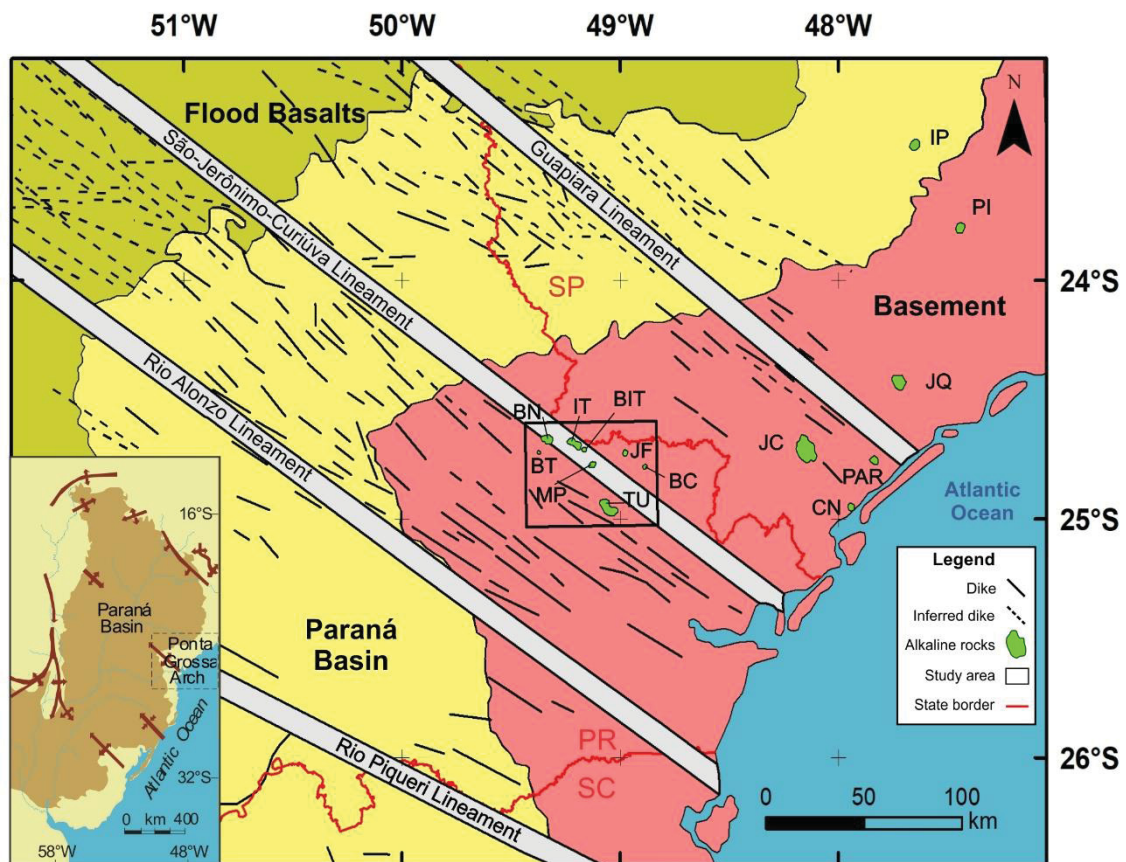 51°W
50°W
49°W
48°W
N
Flood Basalts
São-Jerônimo-Curiúva Lineament
Guapiara Lineament
IP
PI
24°S
SP
Basement
Rio Alonzo Lineament
JQ
BN
IT
BIT
JC
BT
JF
PAR
MP
BC
TU
CN
25°S
Atlantic
Ocean
Legend
Dike
Inferred dike
Alkaline rocks
Study area
State border
Paraná
Basin
PR
SC
Rio Piqueri Lineament
26°S
0
50
100
km
16°S
Paraná
Basin
Ponta
Grossa
Arch
Atlantic Ocean
32°S
0 km 400
58°W
48°W